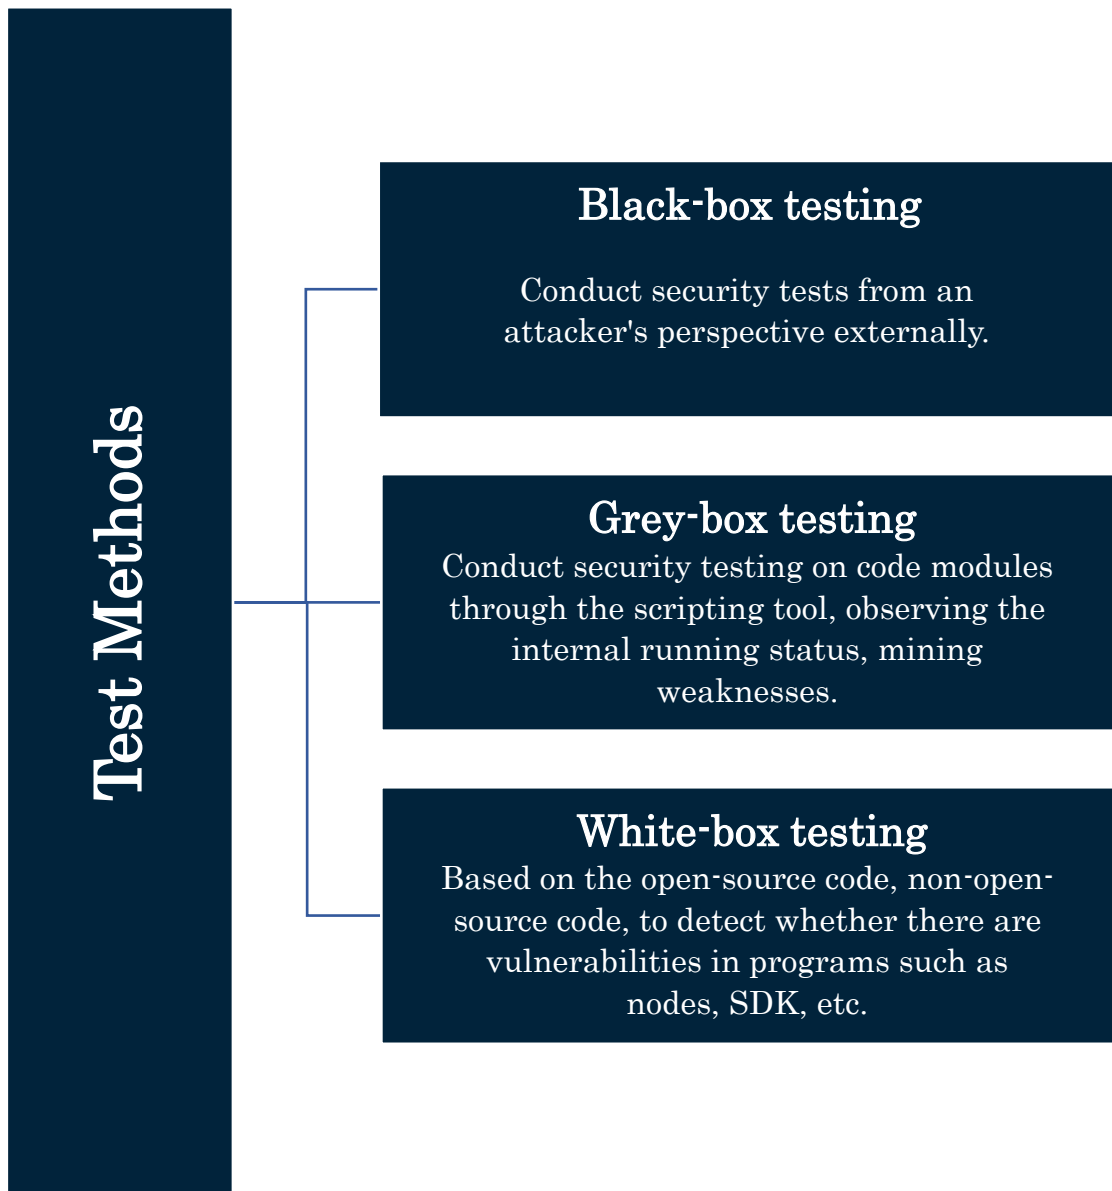 Test Methods
Black-box testing
Conduct security tests from an
attacker's perspective externally.
Grey-box testing
Conduct security testing on code modules
through the scripting tool, observing the
internal running status, mining
weaknesses.
White-box testing
Based on the open-source code, non-open-
source code, to detect whether there are
vulnerabilities in programs such as
nodes, SDK, etc.